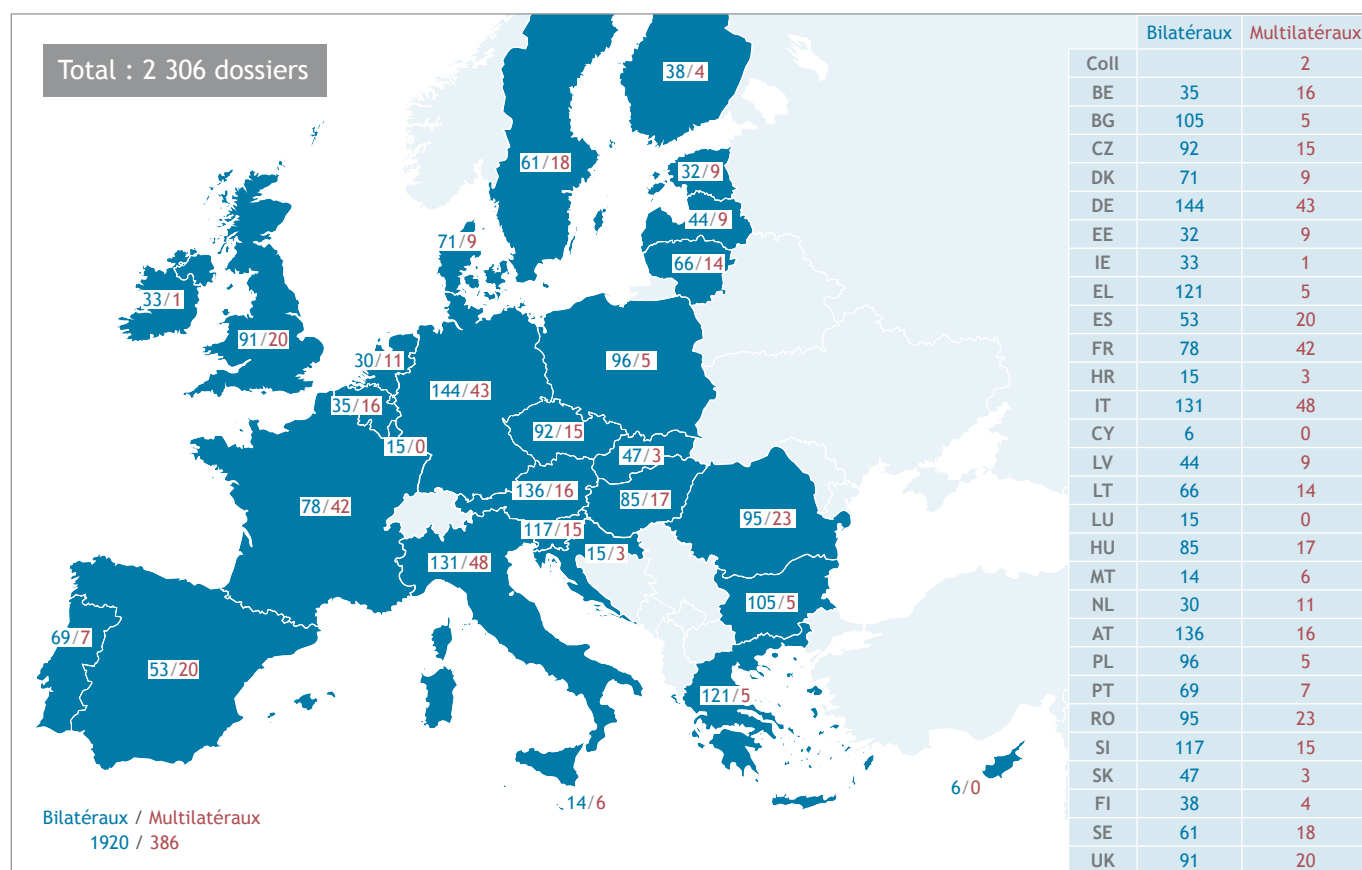 Total : 2 306 dossiers
38/4
61/18
32/9
44/9
71/9
66/14
33/1
91/20
30/11
96/5
144/43
35/16
92/15
15/0
47/3
136/16
85/17
78/42
95/23
117/15
15/3
131/48
105/5
69/7
53/20
121/5
6/0
14/6
Bilatéraux / Multilatéraux
1920 / 386
Bilatéraux Multilatéraux
Coll 2
BE 35 16
BG 105 5
CZ 92 15
DK 71 9
DE 144 43
EE 32 9
IE 33 1
EL 121 5
ES 53 20
FR 78 42
HR 15 3
IT 131 48
CY 6 0
LV 44 9
LT 66 14
LU 15 0
HU 85 17
MT 14 6
NL 30 11
AT 136 16
PL 96 5
PT 69 7
RO 95 23
SI 117 15
SK 47 3
FI 38 4
SE 61 18
UK 91 20